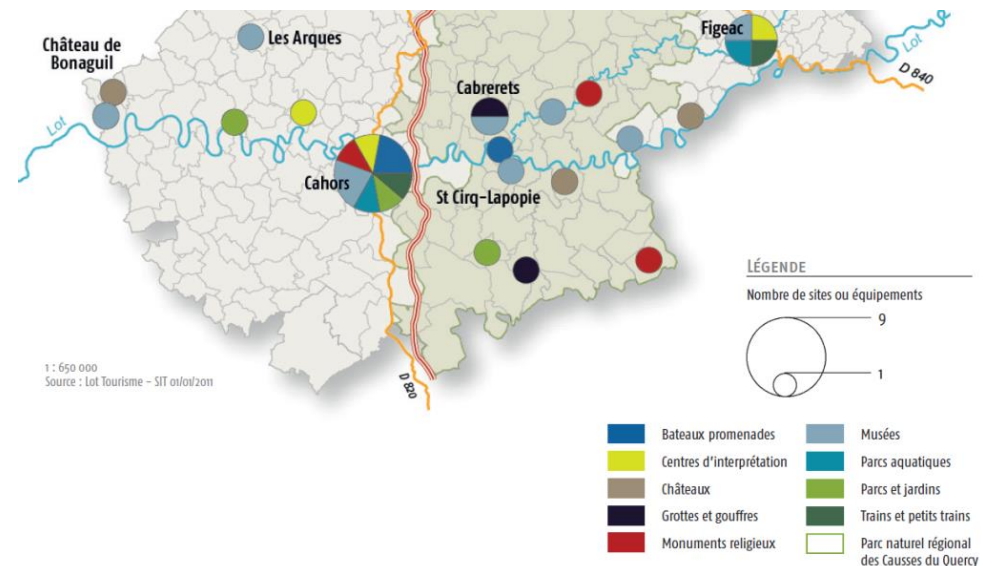 Château de
Bonaguil
Les Arques
Figeac
Lot
D 840
Cabrerets
Lot
Cahors
St Cirq-Lapopie
1 : 650 000
Source : Lot Tourisme – SIT 01/01/2011
D 820
LÉGENDE
Nombre de sites ou équipements
9
1
Bateaux promenades
Centres d'interprétation
Châteaux
Grottes et gouffres
Monuments religieux
Musées
Parcs aquatiques
Parcs et jardins
Trains et petits trains
Parc naturel régional
des Causses du Quercy